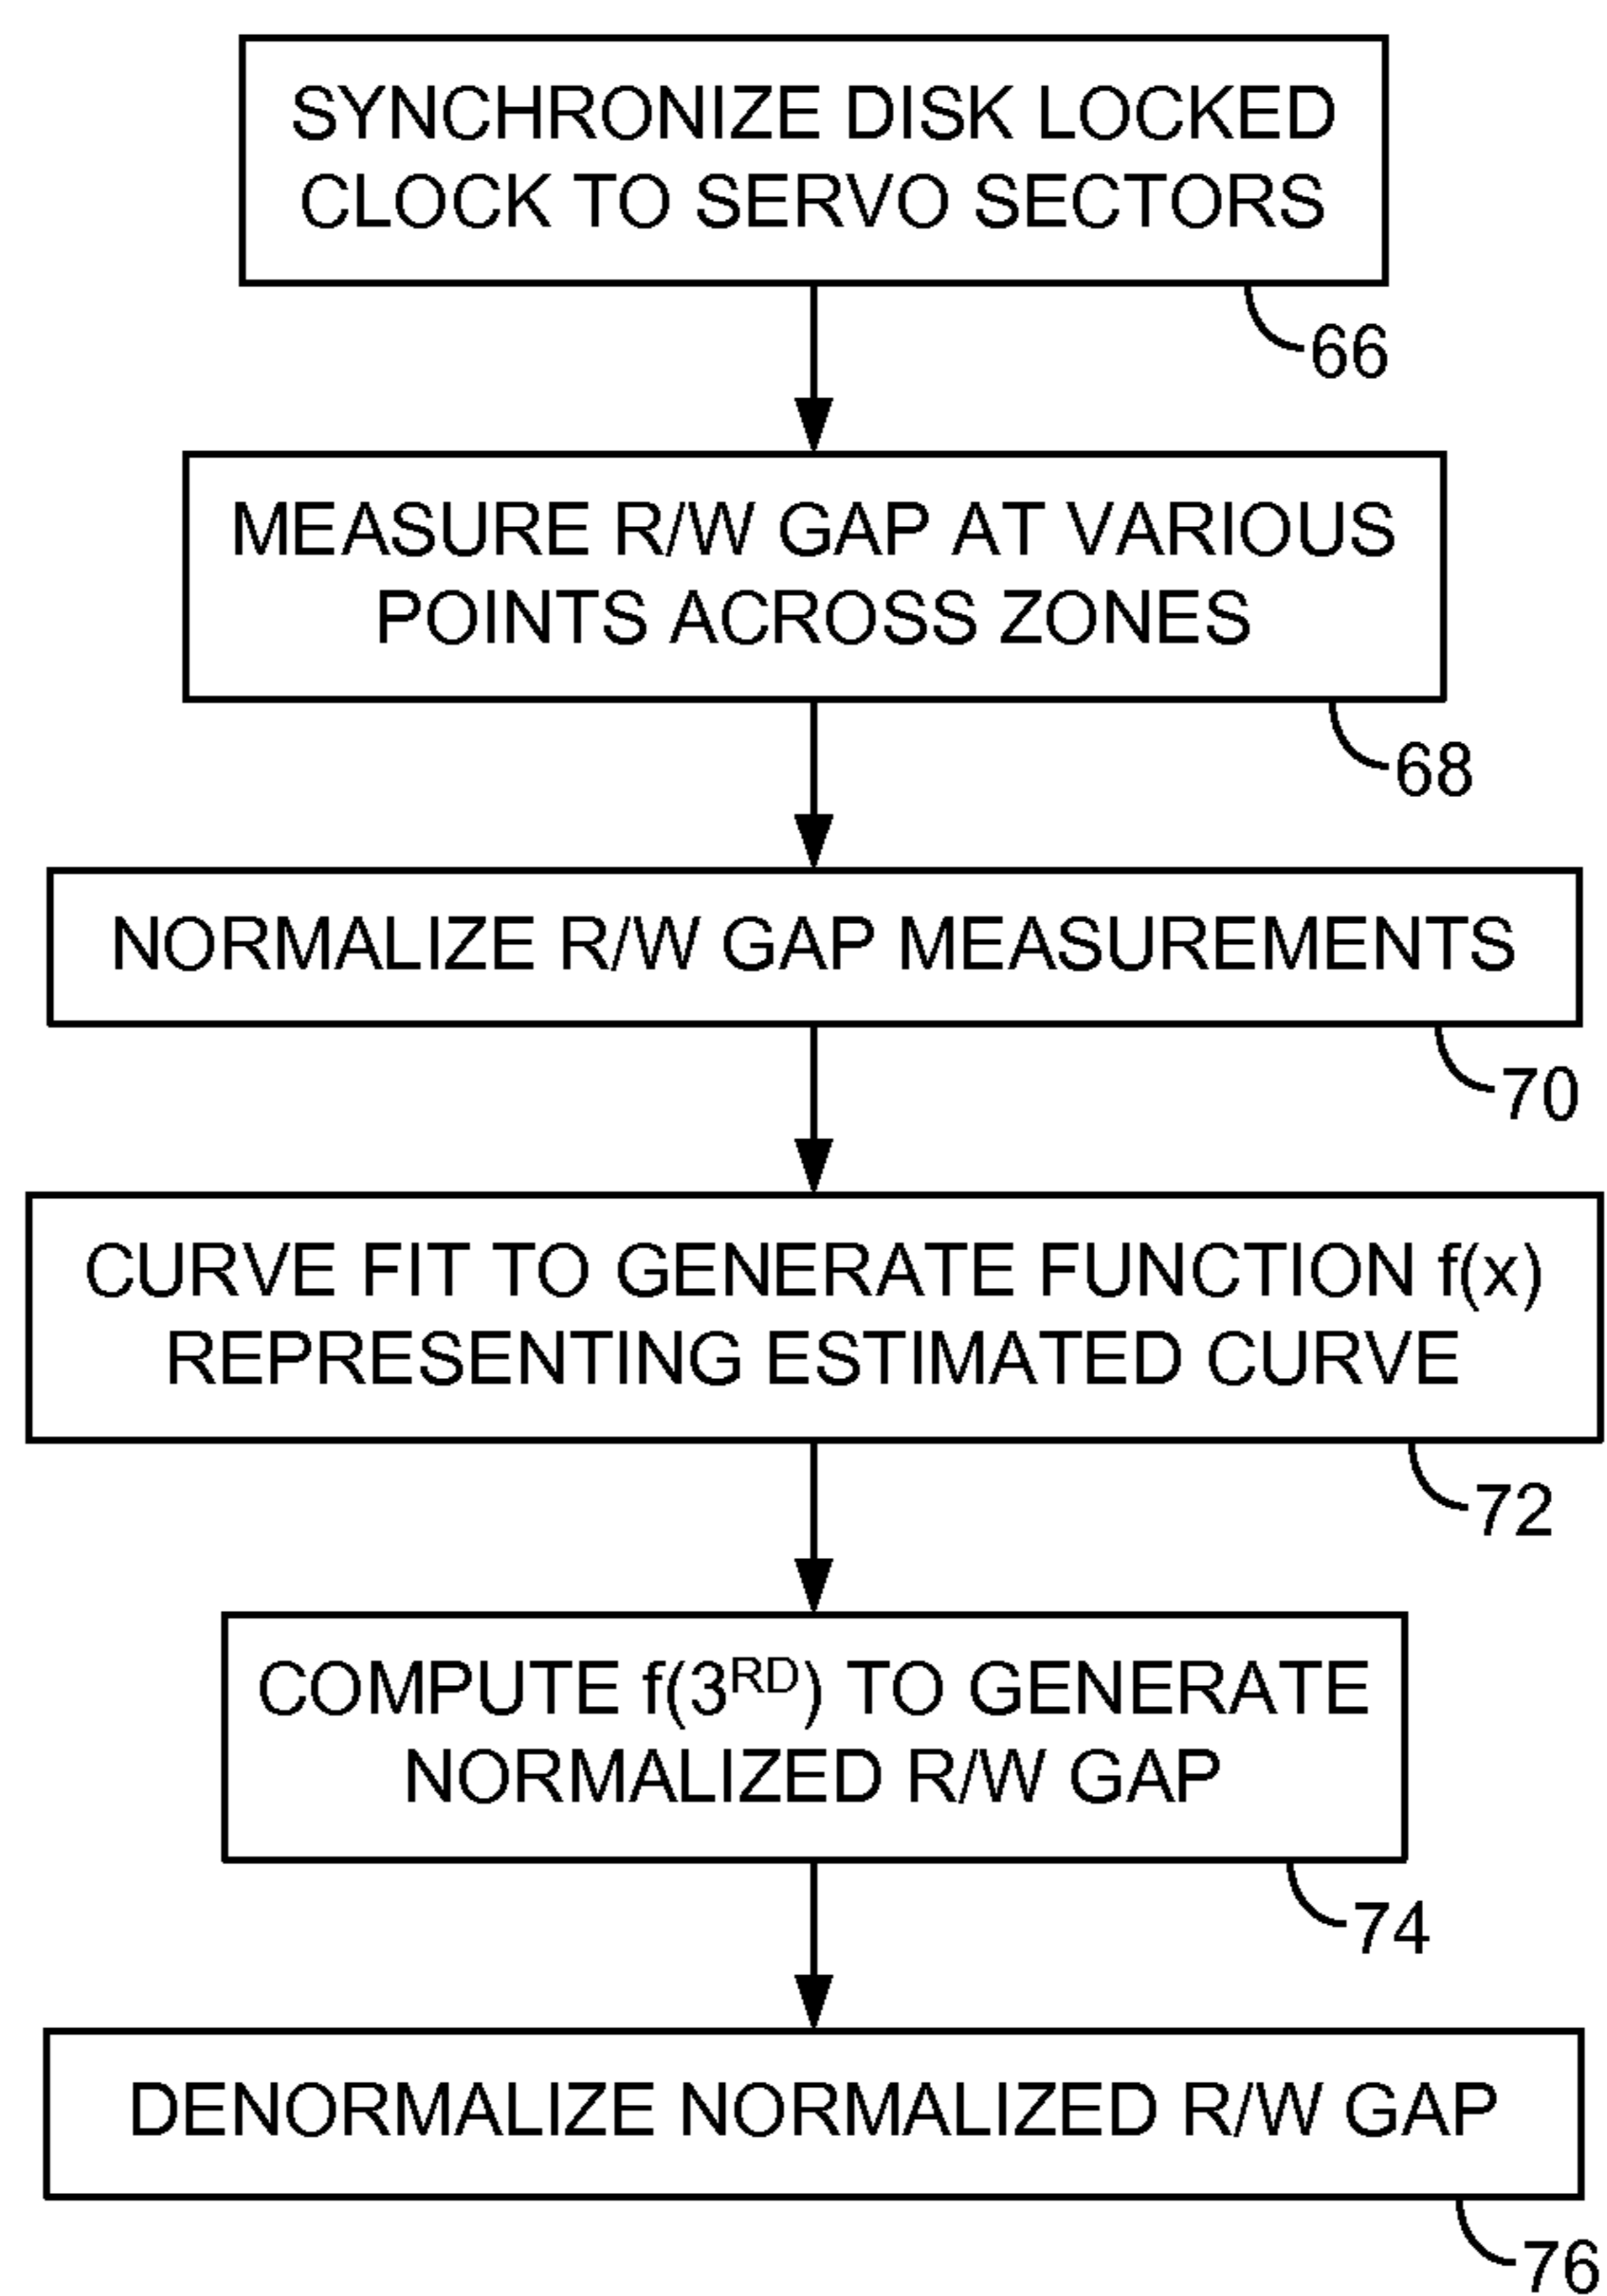 SYNCHRONIZE DISK LOCKED
CLOCK TO SERVO SECTORS
66
MEASURE R/W GAP AT VARIOUS
POINTS ACROSS ZONES
68
NORMALIZE R/W GAP MEASUREMENTS
70
CURVE FIT TO GENERATE FUNCTION f(x)
REPRESENTING ESTIMATED CURVE
72
COMPUTE f(3RD) TO GENERATE
NORMALIZED R/W GAP
74
DENORMALIZE NORMALIZED R/W GAP
76